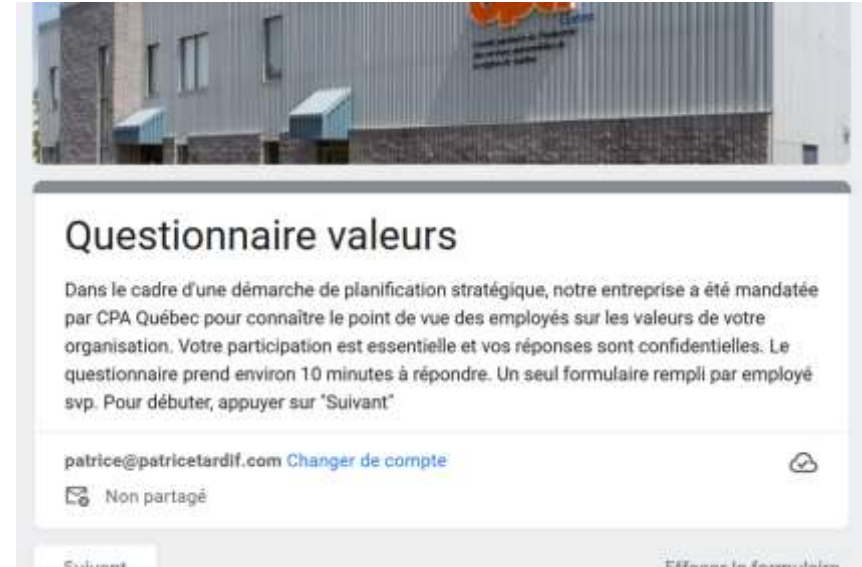 Questionnaire valeurs
Dans le cadre d'une démarche de planification stratégique, notre entreprise a été mandatée
par CPA Québec pour connaître le point de vue des employés sur les valeurs de votre
organisation. Votre participation est essentielle et vos réponses sont confidentielles. Le
questionnaire prend environ 10 minutes à répondre. Un seul formulaire rempli par employé
svp. Pour débuter, appuyer sur "Suivant"
patrice@patricetardif.com Changer de compte
Non partagé
Suivant Effacer le formulaire